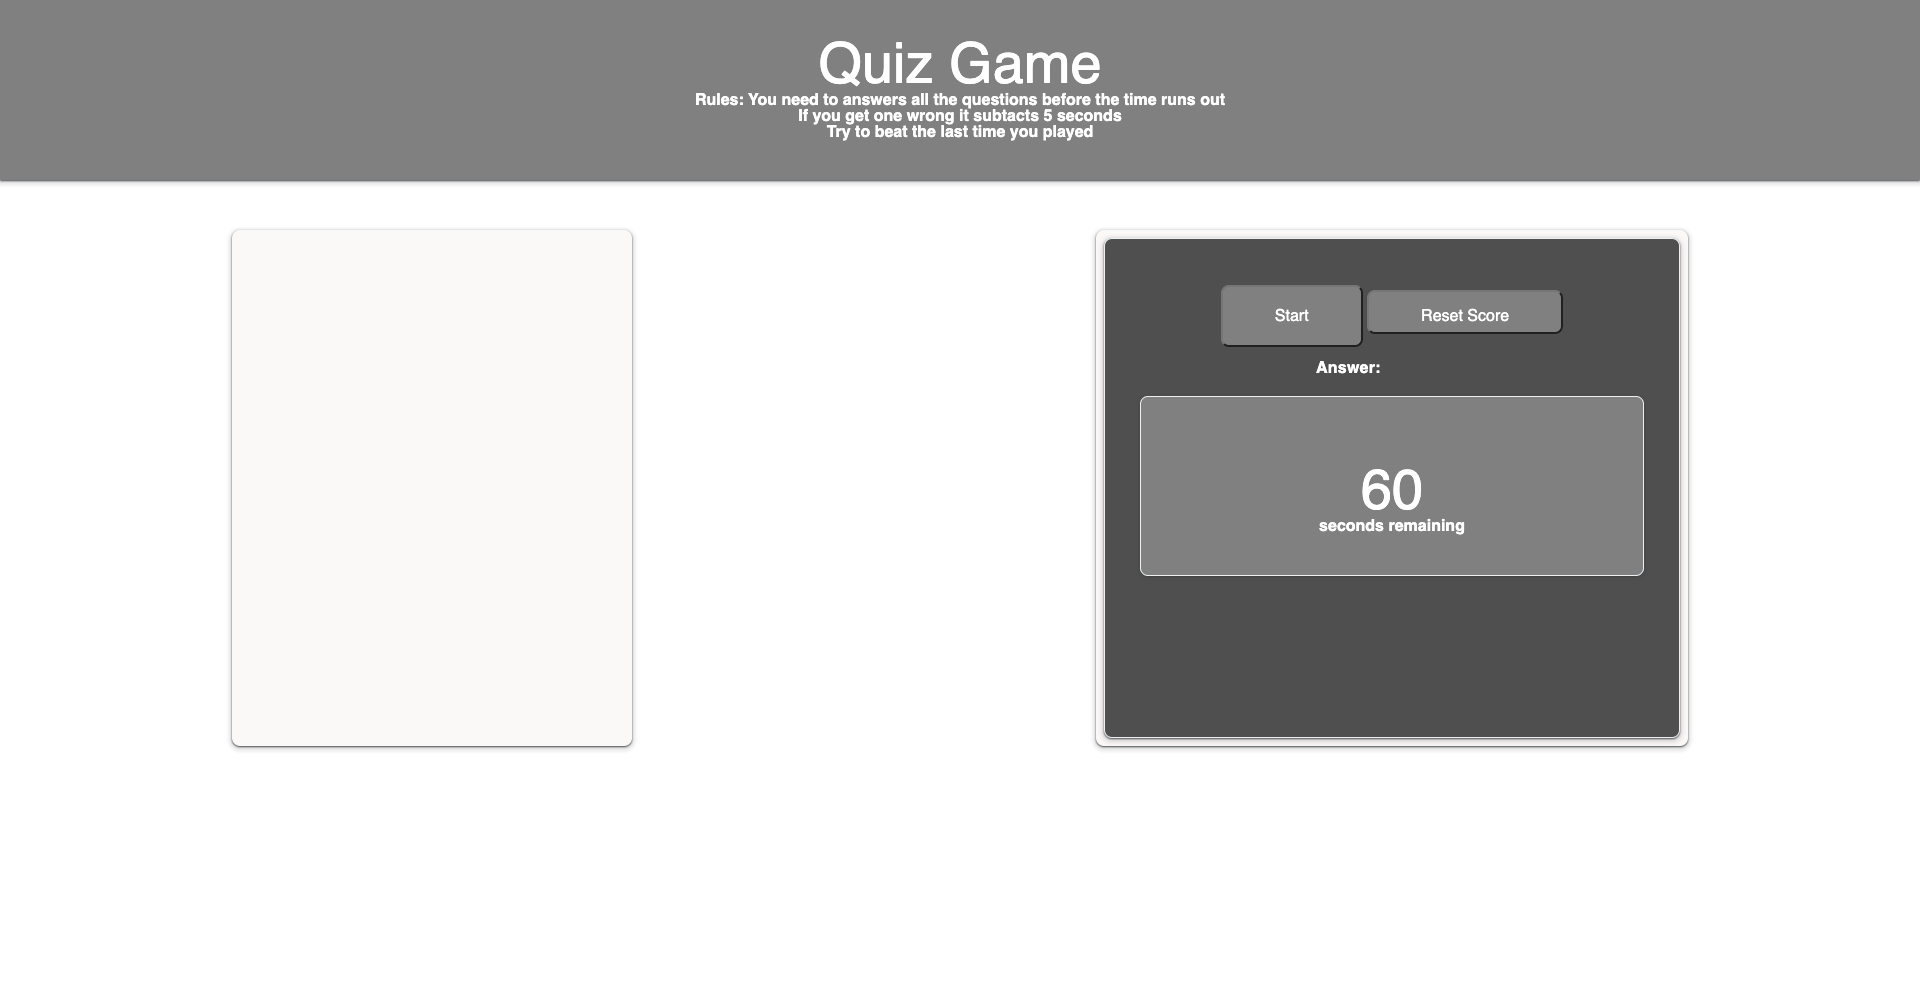 Quiz Game
Rules: You need to answers all the questions before the time runs out
If you get one wrong it subtacts 5 seconds
Try to beat the last time you played
Start
Reset Score
Answer:
60
seconds remaining